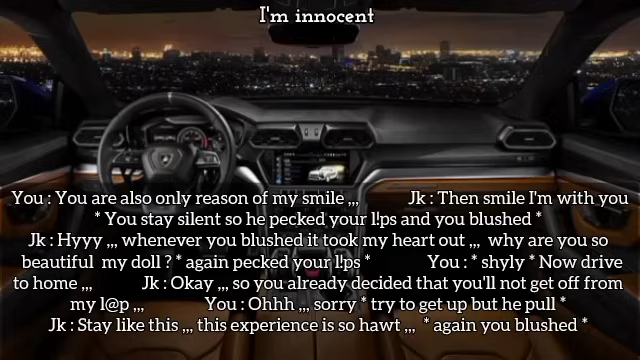 I'm innocent
You : You are also only reason of my smile ,,, Jk : Then smile I'm with you
* You stay silent so he pecked your l!ps and you blushed *
Jk : Hyyy ,,, whenever you blushed it took my heart out ,,, why are you so
beautiful my doll ? * again pecked your l!ps * You : * shyly * Now drive
to home ,,, Jk : Okay ,,, so you already decided that you'll not get off from
my l@p ,,, You : Ohhh ,,, sorry * try to get up but he pull *
Jk : Stay like this ,,, this experience is so hawt ,,, * again you blushed *